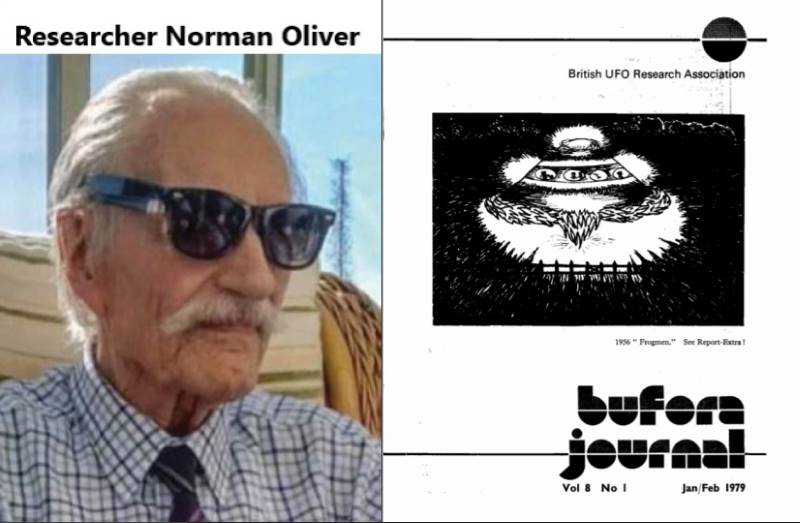 Researcher Norman Oliver
British UFO Research Association
1956 " Frogmen." See Report-Extra !
bufora
journal
Vol 8 No 1 Jan/Feb 1979